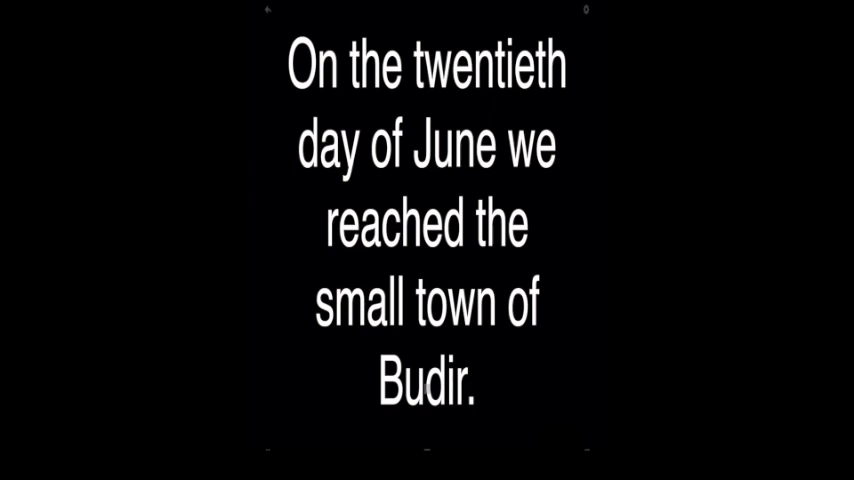 On the twentieth
day of June we
reached the
small town of
Budir.